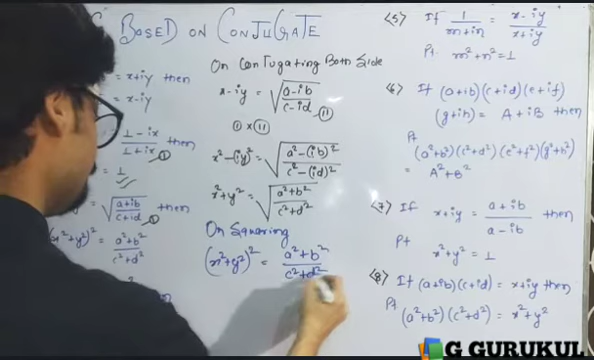 BASED ON CONJUGATE
= x+iy then
= x-iy
1-ix
1+ix
then
= 1
√ a+ib
c+id
then
x²+y²)² = a²+b²
c²+d²
On Conjugating Both Side
x-iy = √ a-ib
c-id
① × ⑪
x²-(iy)² = √ a²-(ib)²
c²-(id)²
x²+y² = √ a²+b²
c²+d²
On Squaring
(x²+y²)² = a²+b²
c²+d²
<5> If 1/m+in = x-iy/x+iy
Pt. m²+n²=1
<6> If (a+ib)(c+id)(e+if)
(g+ih) = A+iB then
Pt
(a²+b²)(c²+d²)(e²+f²)(g²+h²)
= A²+B²
<7> If x+iy = a+ib/a-ib then
Pt x²+y² = 1
<8> If (a+ib)(c+id) = x+iy then
Pt (a²+b²)(c²+d²) = x²+y²
G GURUKUL